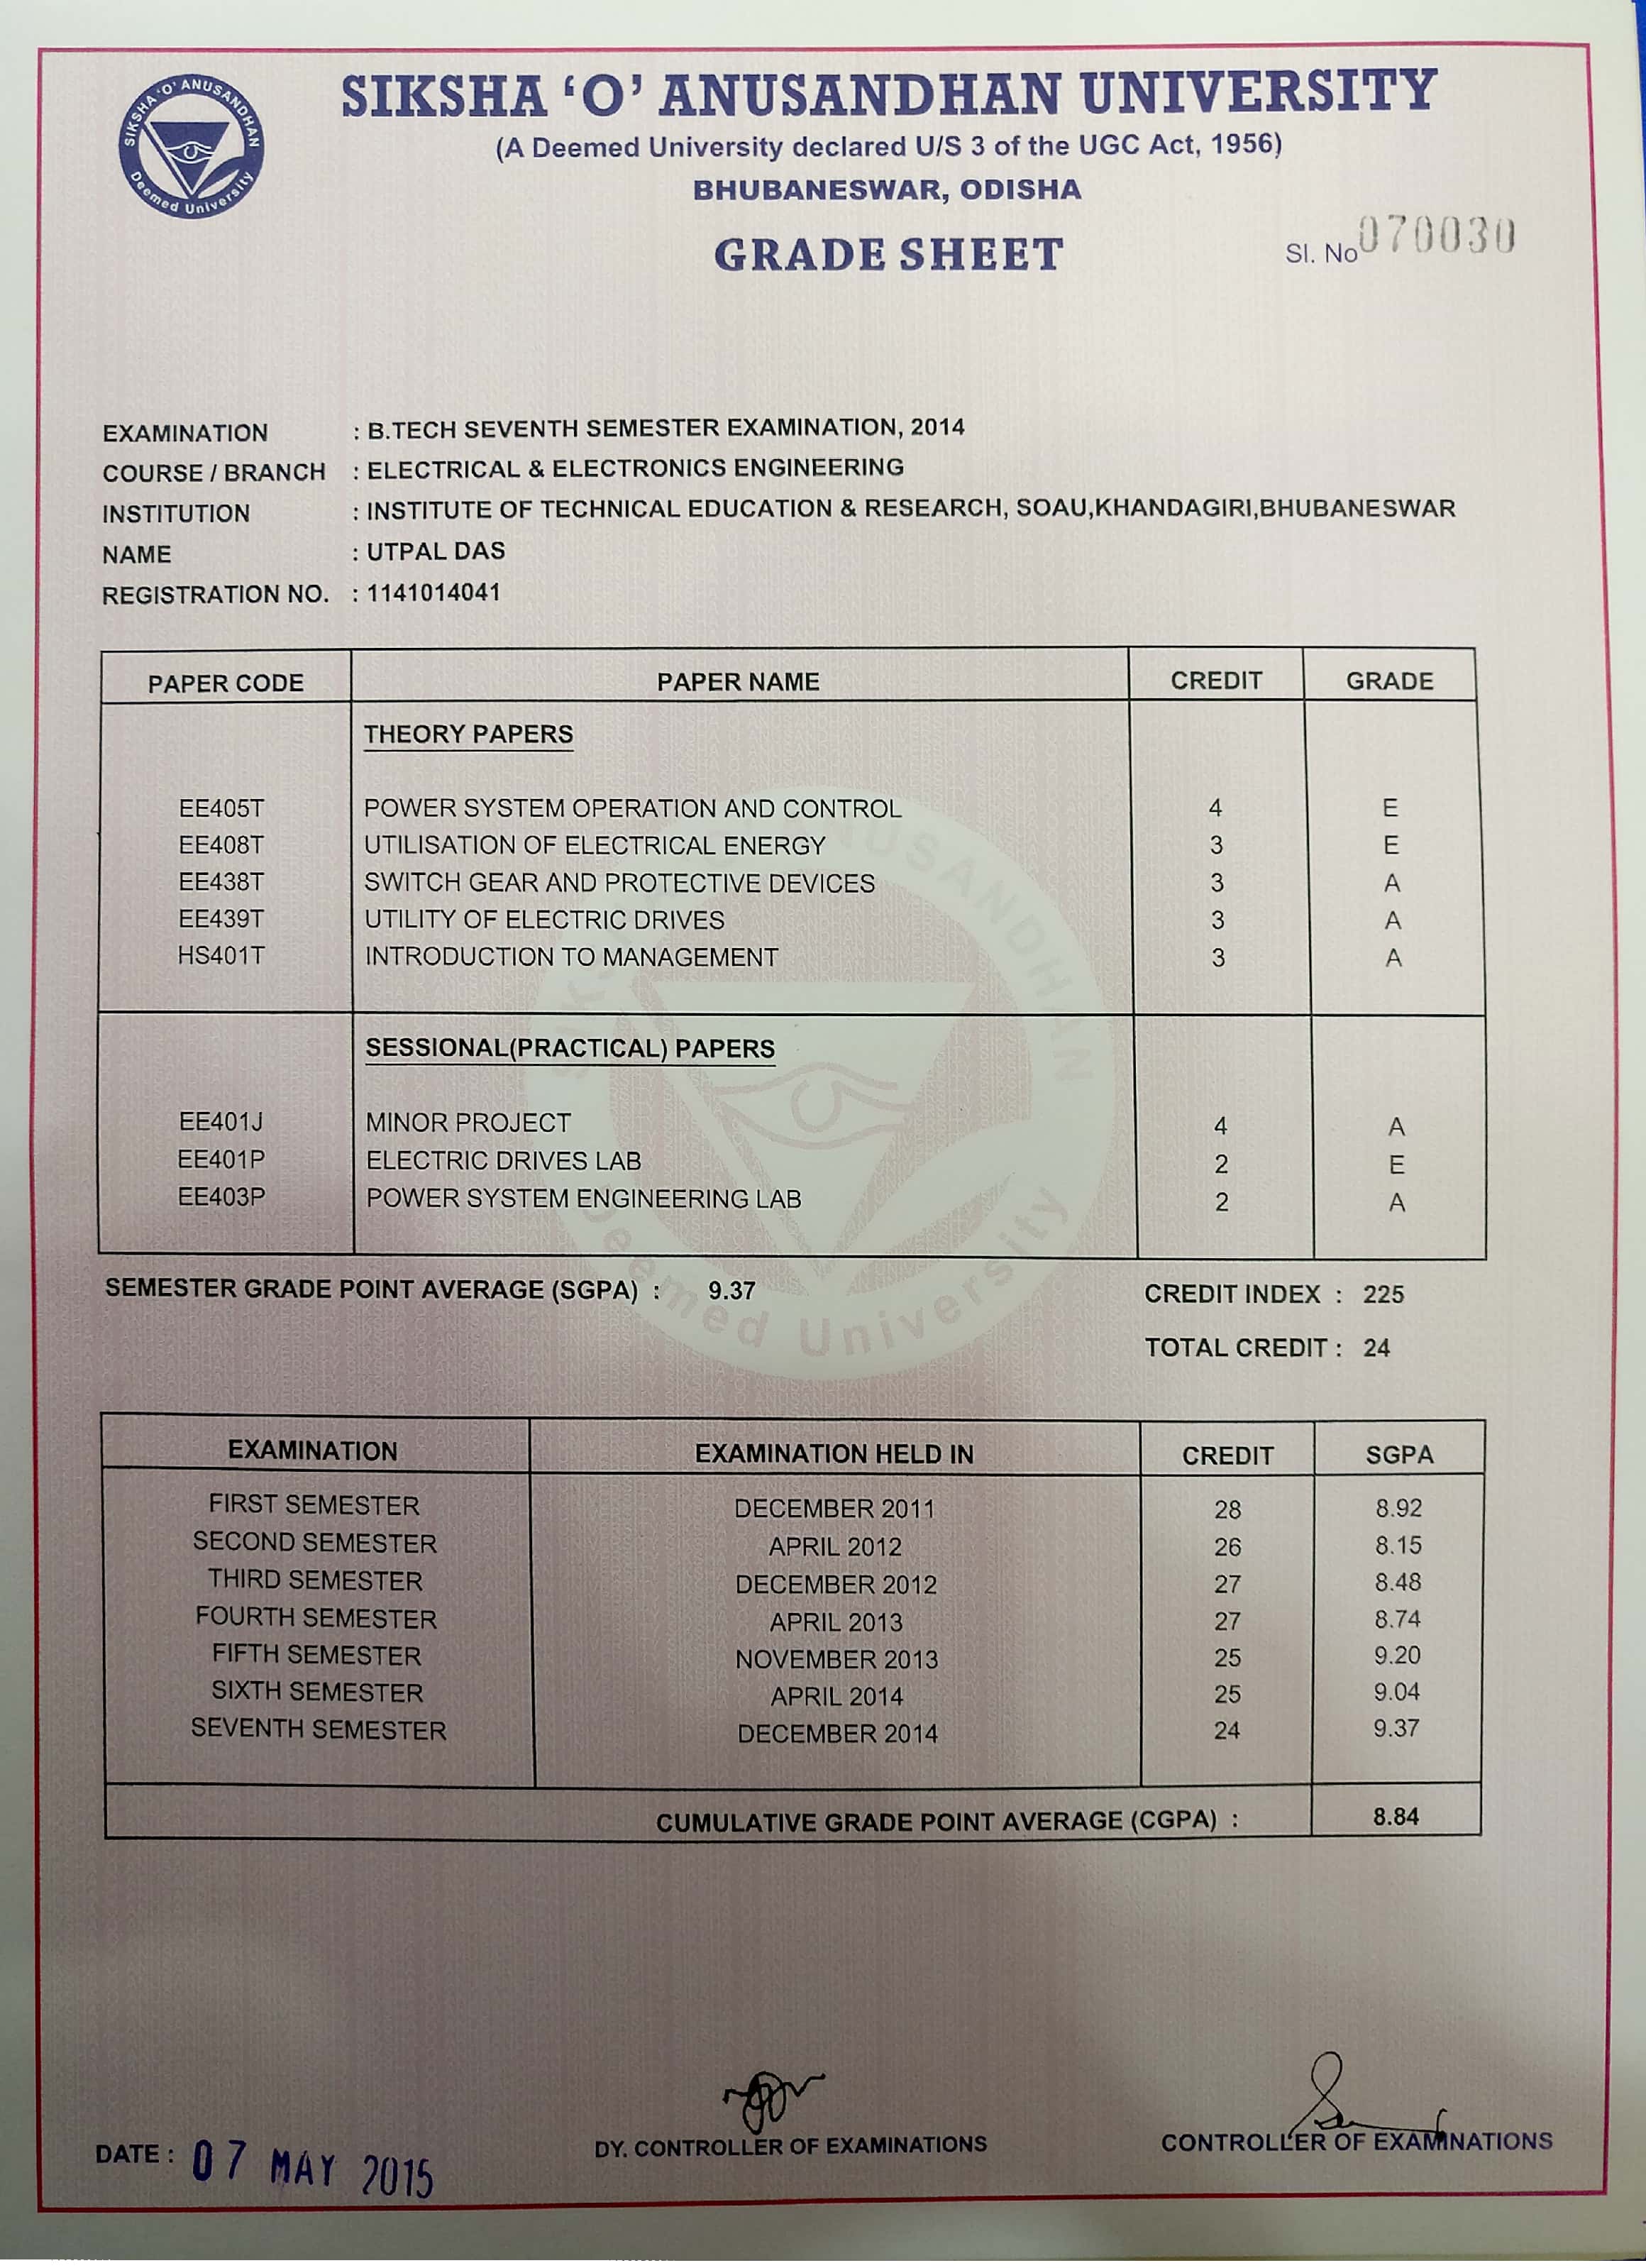 SIKSHA 'O' ANUSANDHAN
Deemed University
SIKSHA ‘O’ ANUSANDHAN UNIVERSITY
(A Deemed University declared U/S 3 of the UGC Act, 1956)
BHUBANESWAR, ODISHA
GRADE SHEET
Sl. No 070030
EXAMINATION : B.TECH SEVENTH SEMESTER EXAMINATION, 2014
COURSE / BRANCH : ELECTRICAL & ELECTRONICS ENGINEERING
INSTITUTION : INSTITUTE OF TECHNICAL EDUCATION & RESEARCH, SOAU,KHANDAGIRI,BHUBANESWAR
NAME : UTPAL DAS
REGISTRATION NO. : 1141014041
PAPER CODE PAPER NAME CREDIT GRADE
THEORY PAPERS
EE405T POWER SYSTEM OPERATION AND CONTROL 4 E
EE408T UTILISATION OF ELECTRICAL ENERGY 3 E
EE438T SWITCH GEAR AND PROTECTIVE DEVICES 3 A
EE439T UTILITY OF ELECTRIC DRIVES 3 A
HS401T INTRODUCTION TO MANAGEMENT 3 A
SESSIONAL(PRACTICAL) PAPERS
EE401J MINOR PROJECT 4 A
EE401P ELECTRIC DRIVES LAB 2 E
EE403P POWER SYSTEM ENGINEERING LAB 2 A
SEMESTER GRADE POINT AVERAGE (SGPA) : 9.37 CREDIT INDEX : 225
TOTAL CREDIT : 24
EXAMINATION EXAMINATION HELD IN CREDIT SGPA
FIRST SEMESTER DECEMBER 2011 28 8.92
SECOND SEMESTER APRIL 2012 26 8.15
THIRD SEMESTER DECEMBER 2012 27 8.48
FOURTH SEMESTER APRIL 2013 27 8.74
FIFTH SEMESTER NOVEMBER 2013 25 9.20
SIXTH SEMESTER APRIL 2014 25 9.04
SEVENTH SEMESTER DECEMBER 2014 24 9.37
CUMULATIVE GRADE POINT AVERAGE (CGPA) : 8.84
DATE : 07 MAY 2015
DY. CONTROLLER OF EXAMINATIONS
CONTROLLER OF EXAMINATIONS